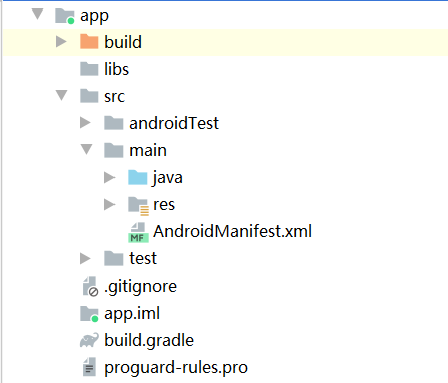 app
build
libs
src
androidTest
main
java
res
MF AndroidManifest.xml
test
.gitignore
app.iml
build.gradle
proguard-rules.pro